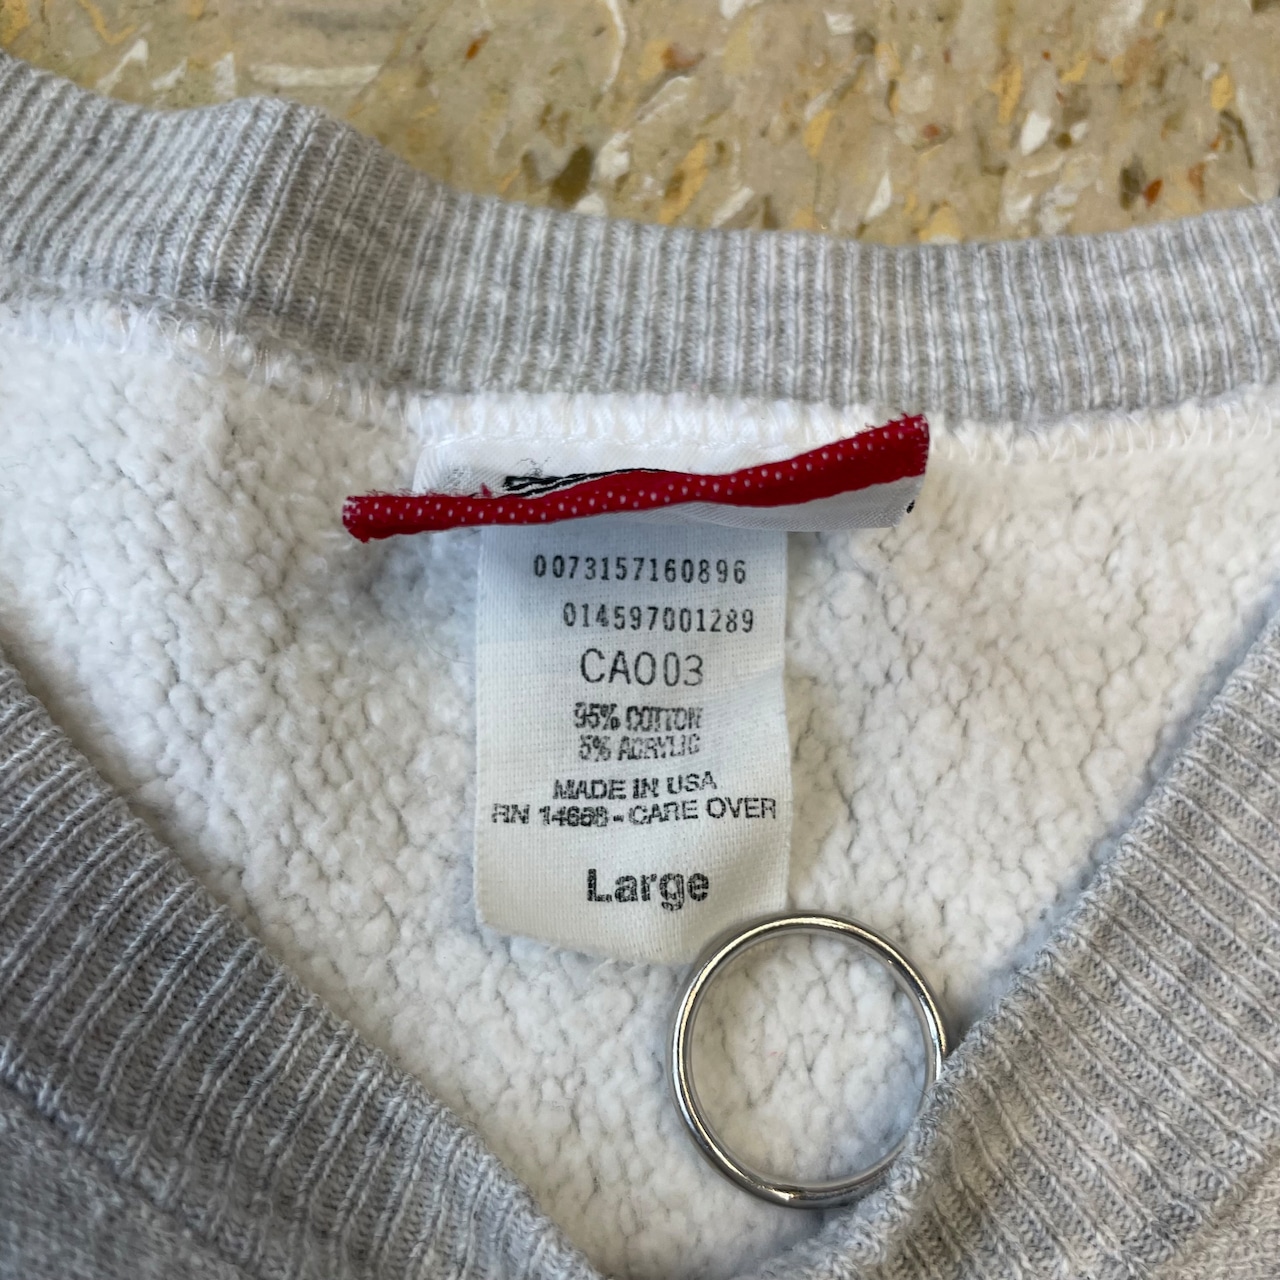 0073157160896
014597001289
CA003
95% COTTON
5% ACRYLIC
MADE IN USA
RN 14668 - CARE OVER
Large